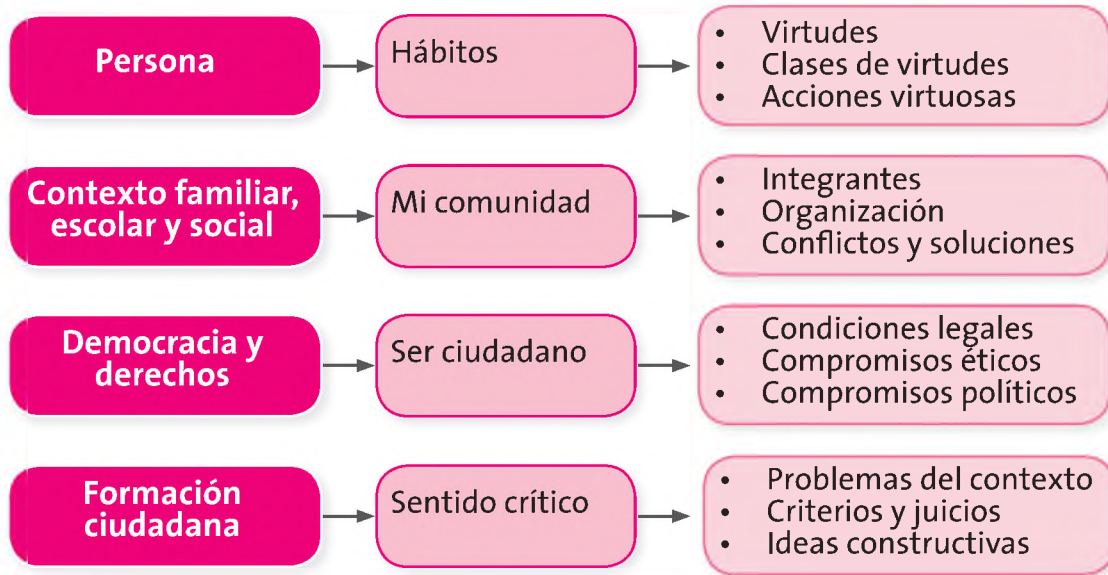 Persona
Hábitos
• Virtudes
• Clases de virtudes
• Acciones virtuosas
Contexto familiar,
escolar y social
Mi comunidad
• Integrantes
• Organización
• Conflictos y soluciones
Democracia y
derechos
Ser ciudadano
• Condiciones legales
• Compromisos éticos
• Compromisos políticos
Formación
ciudadana
Sentido crítico
• Problemas del contexto
• Criterios y juicios
• Ideas constructivas